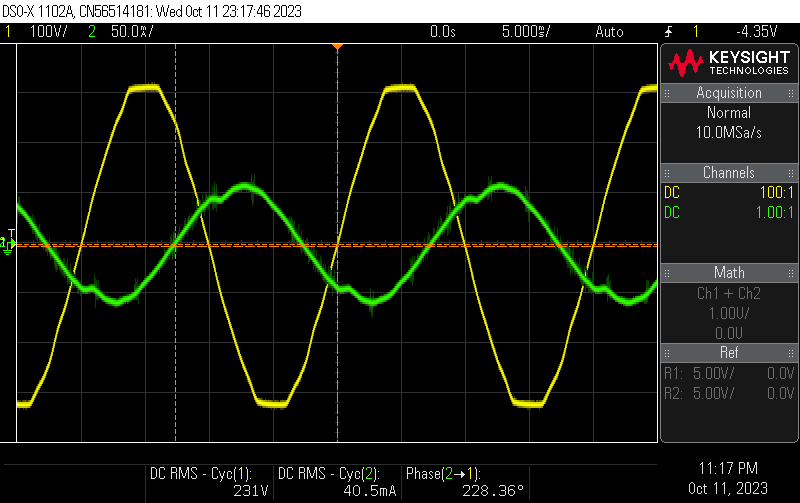 DSO-X 1102A, CN56514181: Wed Oct 11 23:17:46 2023
1 100V/ 2 50.0%/ 0.0s 5.000%/ Auto 1 -4.35V
KEYSIGHT
TECHNOLOGIES
Acquisition
Normal
10.0MSa/s
Channels
DC 100:1
DC 1.00:1
Math
Ch1 + Ch2
1.00V/
0.0V
Ref
R1: 5.00V/ 0.0V
R2: 5.00V/ 0.0V
T
DC RMS - Cyc(1): DC RMS - Cyc(2): Phase(2→1):
231V 40.5mA 228.36°
11:17 PM
Oct 11, 2023